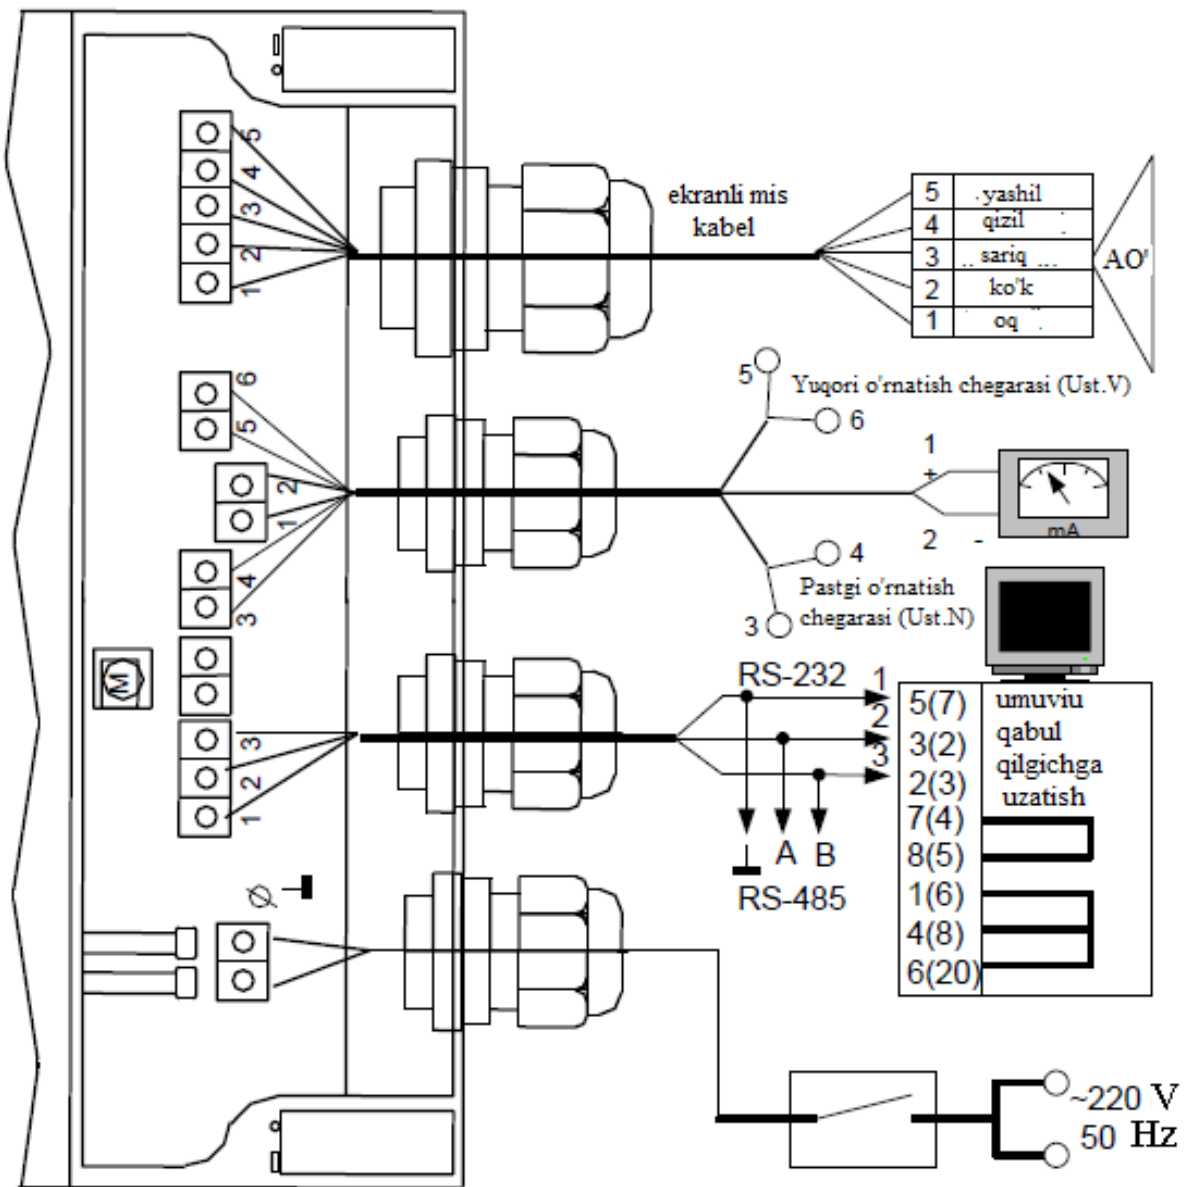 5
4
3
2
1
ekranli mis
kabel
5 yashil
4 qizil
3 sariq
2 ko'k
1 oq
AO'
6
5
2
1
4
3
5
6
Yuqori o'rnatish chegarasi (Ust.V)
1
+
2 -
mA
4
3
Pastgi o'rnatish
chegarasi (Ust.N)
M
3
2
1
RS-232
1
2
3
A B
RS-485
5(7)
3(2)
2(3)
7(4)
8(5)
1(6)
4(8)
6(20)
umuviu
qabul
qilgichga
uzatish
~220 V
50 Hz